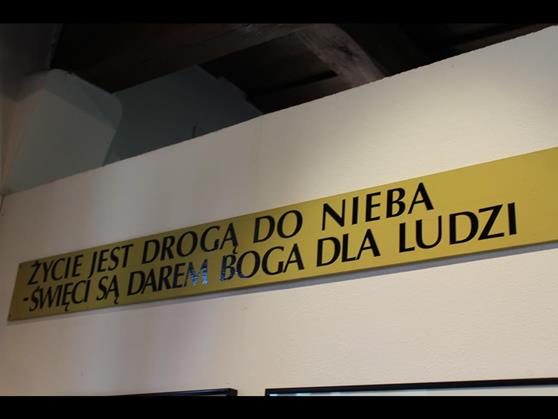 ŻYCIE JEST DROGĄ DO NIEBA
-ŚWIĘCI SĄ DAREM BOGA DLA LUDZI